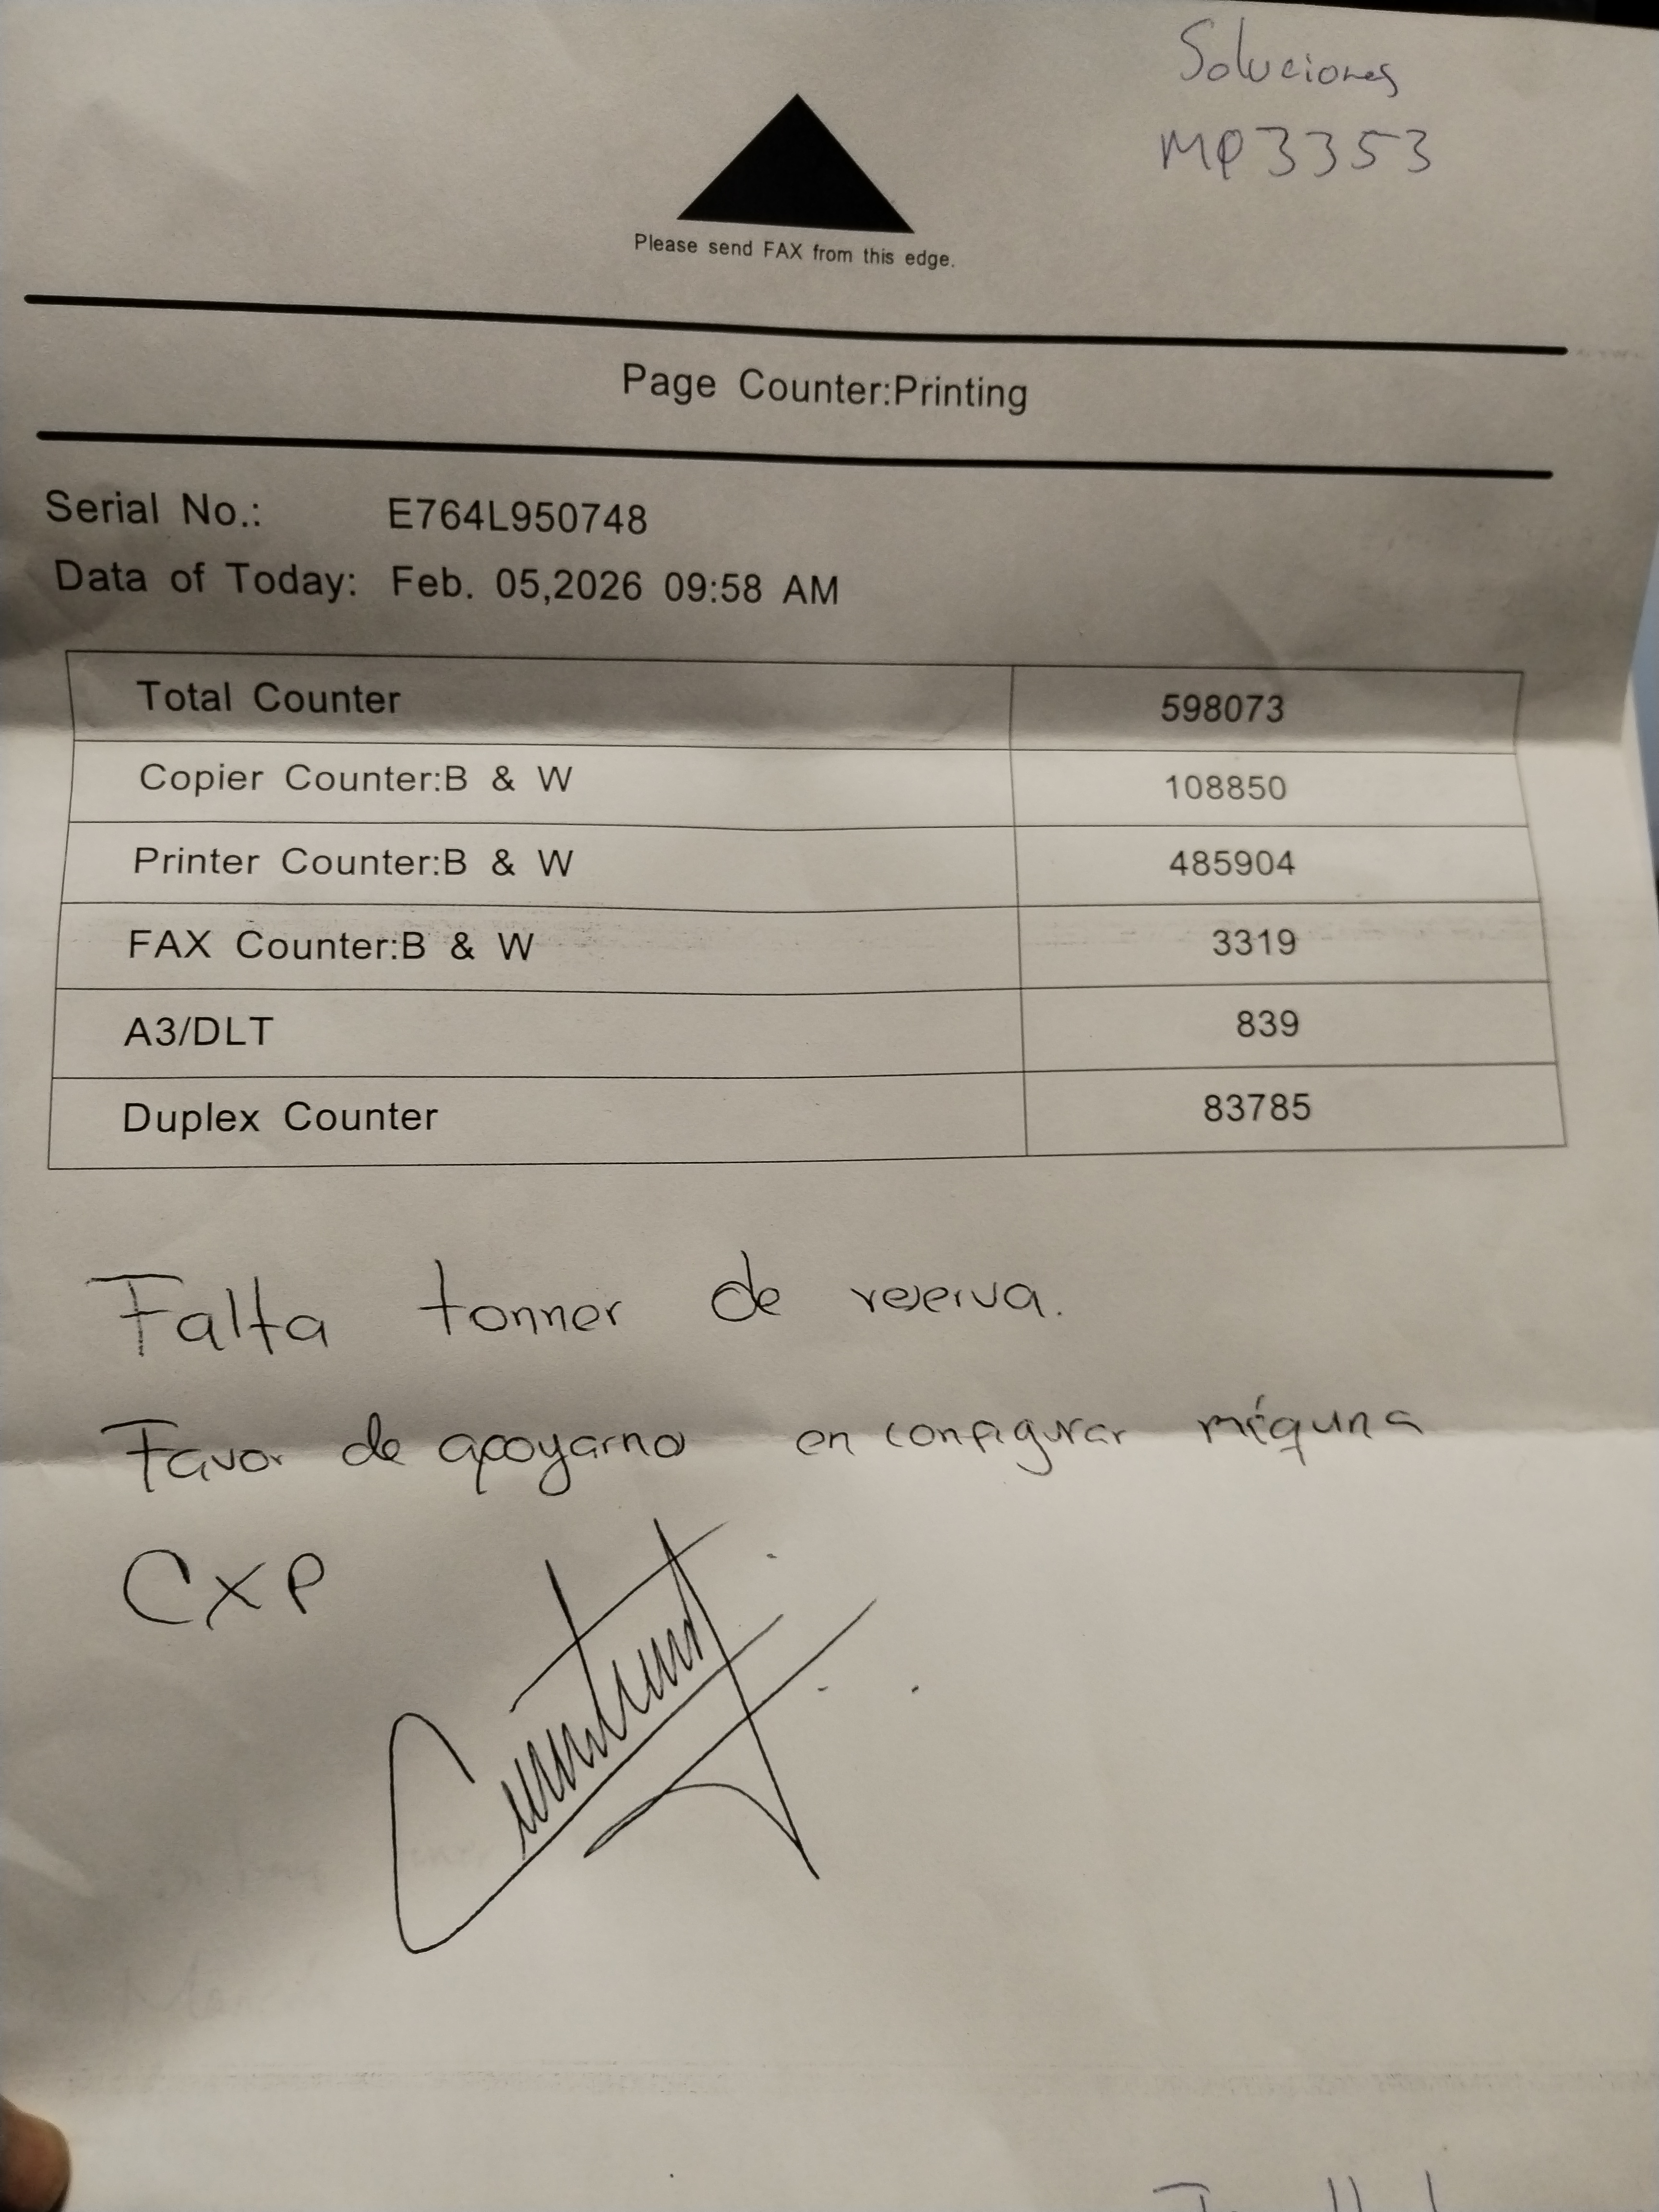 Soluciones
MP3353
Please send FAX from this edge.
Page Counter:Printing
Serial No.: E764L950748
Data of Today: Feb. 05,2026 09:58 AM
Total Counter 598073
Copier Counter:B & W 108850
Printer Counter:B & W 485904
FAX Counter:B & W 3319
A3/DLT 839
Duplex Counter 83785
Falta tonner de reserva.
Favor de apoyarnos en configurar máquina
CXP